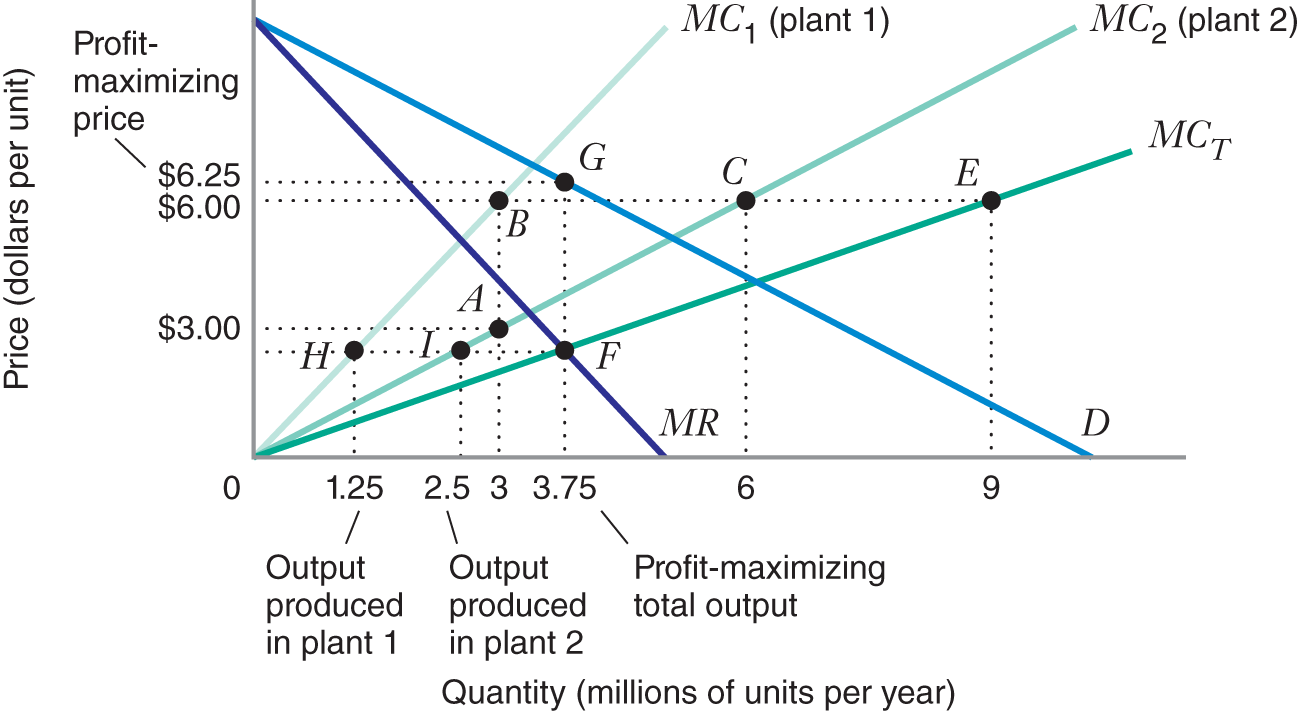 MC1 (plant 1)
MC2 (plant 2)
Profit-
maximizing
price
MCT
Price (dollars per unit)
$6.25
$6.00
$3.00
G
B
C
E
A
H
I
F
MR
D
0
1.25
2.5
3
3.75
6
9
Output
produced
in plant 1
Output
produced
in plant 2
Profit-maximizing
total output
Quantity (millions of units per year)